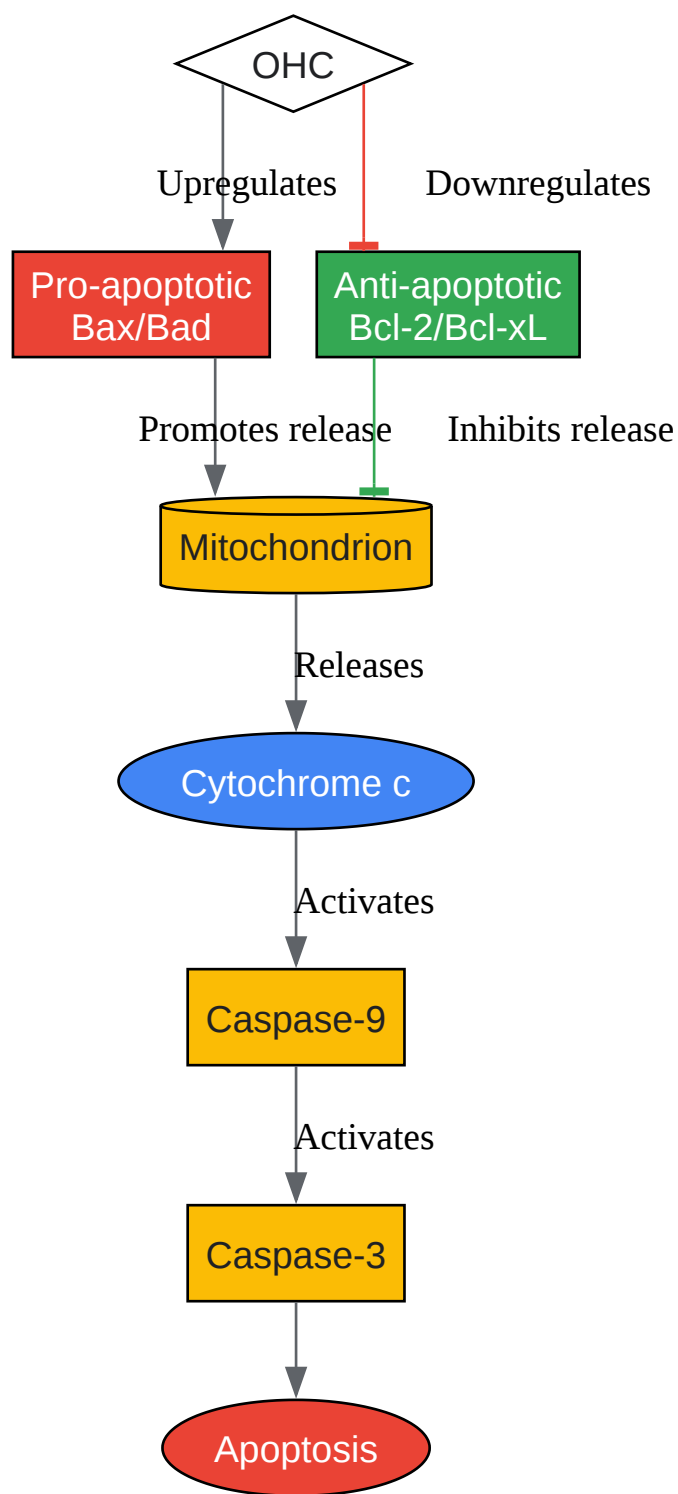 OHC
Upregulates
Downregulates
Pro-apoptotic
Bax/Bad
Anti-apoptotic
Bcl-2/Bcl-xL
Promotes release
Inhibits release
Mitochondrion
Releases
Cytochrome c
Activates
Caspase-9
Activates
Caspase-3
Apoptosis